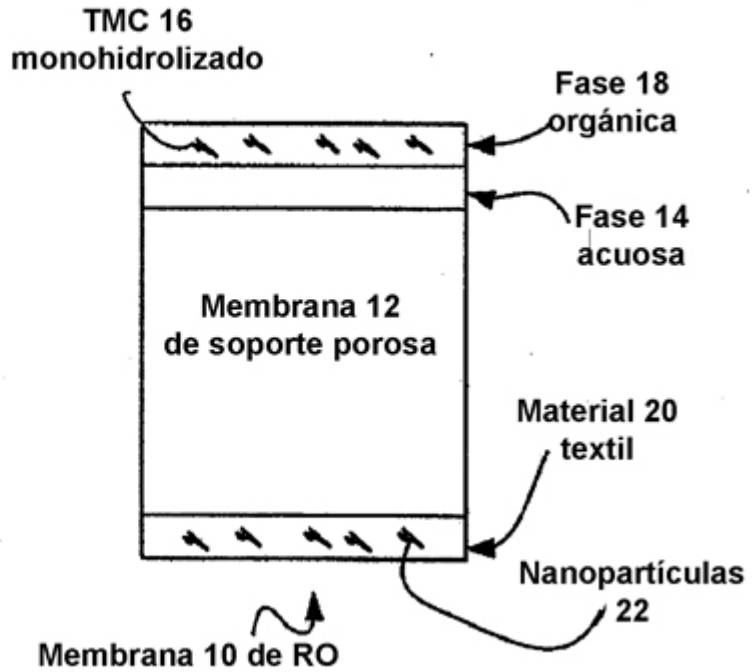 TMC 16
monohidrolizado
Fase 18
orgánica
Fase 14
acuosa
Membrana 12
de soporte porosa
Material 20
textil
Nanopartículas
22
Membrana 10 de RO